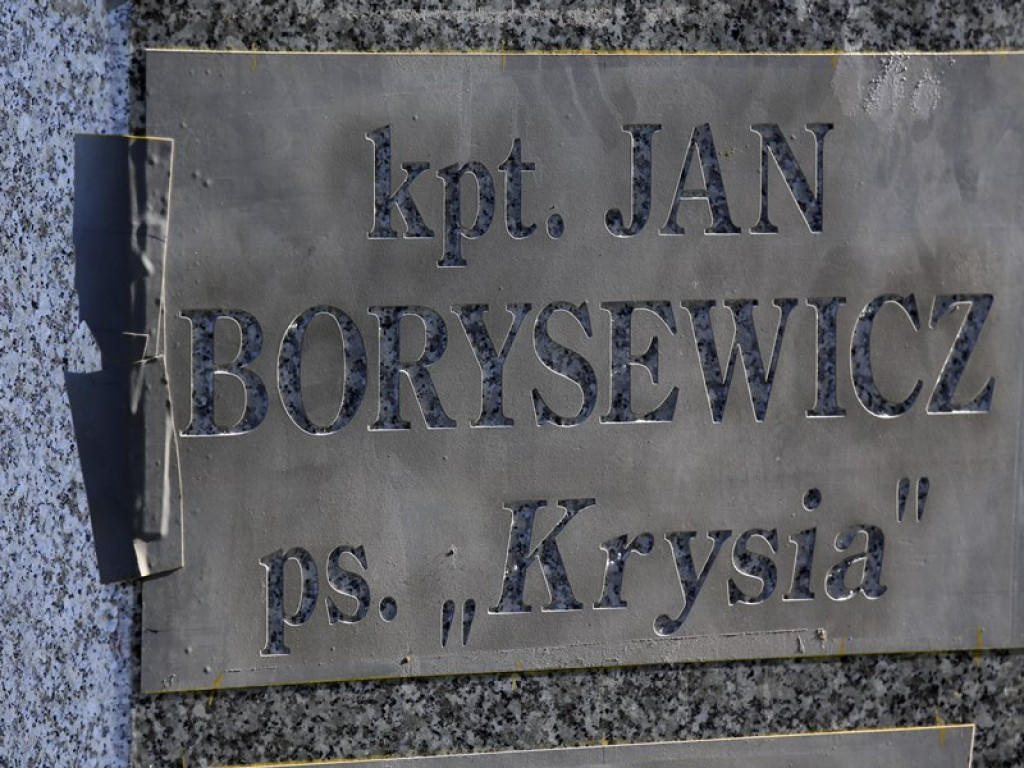 kpt. JAN
BORYSEWICZ
ps. „Krysia"